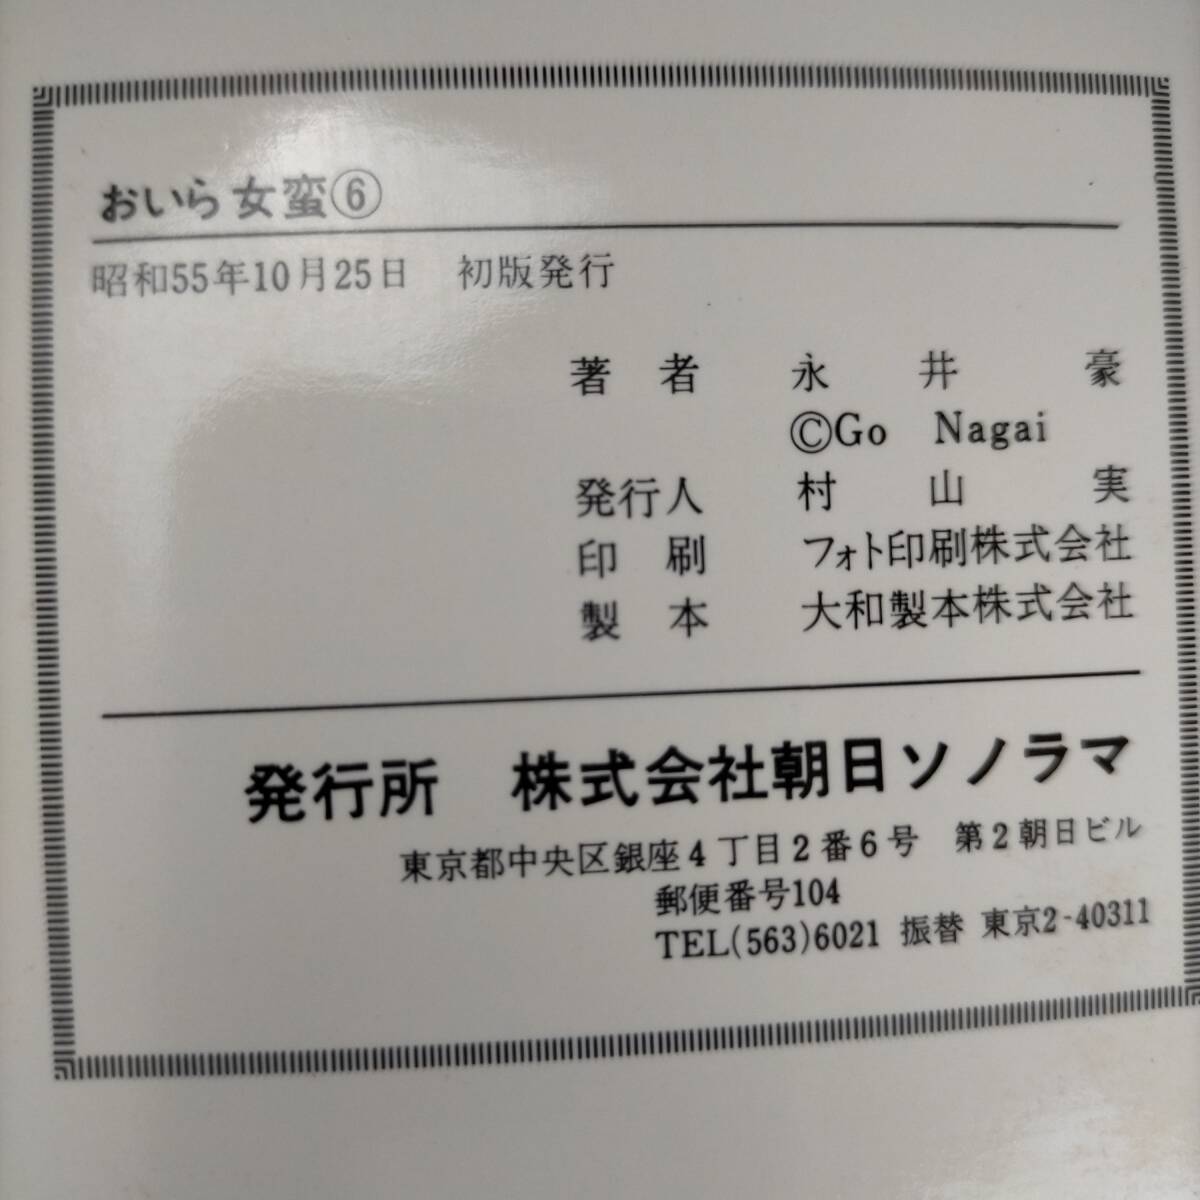 おいら女蛮⑥
昭和55年10月25日　初版発行
著　者　永　井　豪
©Go　Nagai
発行人　村　山　実
印　刷　フォト印刷株式会社
製　本　大和製本株式会社
発行所　株式会社朝日ソノラマ
東京都中央区銀座4丁目2番6号　第2朝日ビル
郵便番号104
TEL(563)6021 振替 東京2-40311